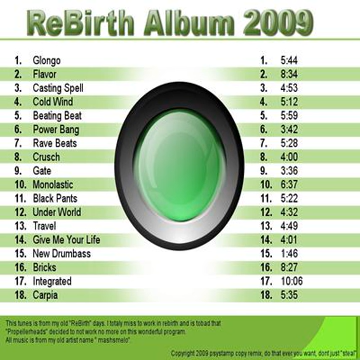 ReBirth Album 2009
1. Glongo 1. 5:44
2. Flavor 2. 8:34
3. Casting Spell 3. 4:53
4. Cold Wind 4. 5:12
5. Beating Beat 5. 5:59
6. Power Bang 6. 3:42
7. Rave Beats 7. 5:28
8. Crusch 8. 4:00
9. Gate 9. 3:36
10. Monolastic 10. 6:37
11. Black Pants 11. 5:22
12. Under World 12. 4:32
13. Travel 13. 4:49
14. Give Me Your Life 14. 4:01
15. New Drumbass 15. 1:46
16. Bricks 16. 8:27
17. Integrated 17. 10:06
18. Carpia 18. 5:35
This tunes is from my old "ReBirth" days, I totaly miss to work in rebirth and is tobad that
"Propellerheads" decided to not work no more on this wonderful program.
All music is from my old artist name " mashsmelo".
Copyright 2009 psystamp copy remix, do that ever you want, dont just "steal"